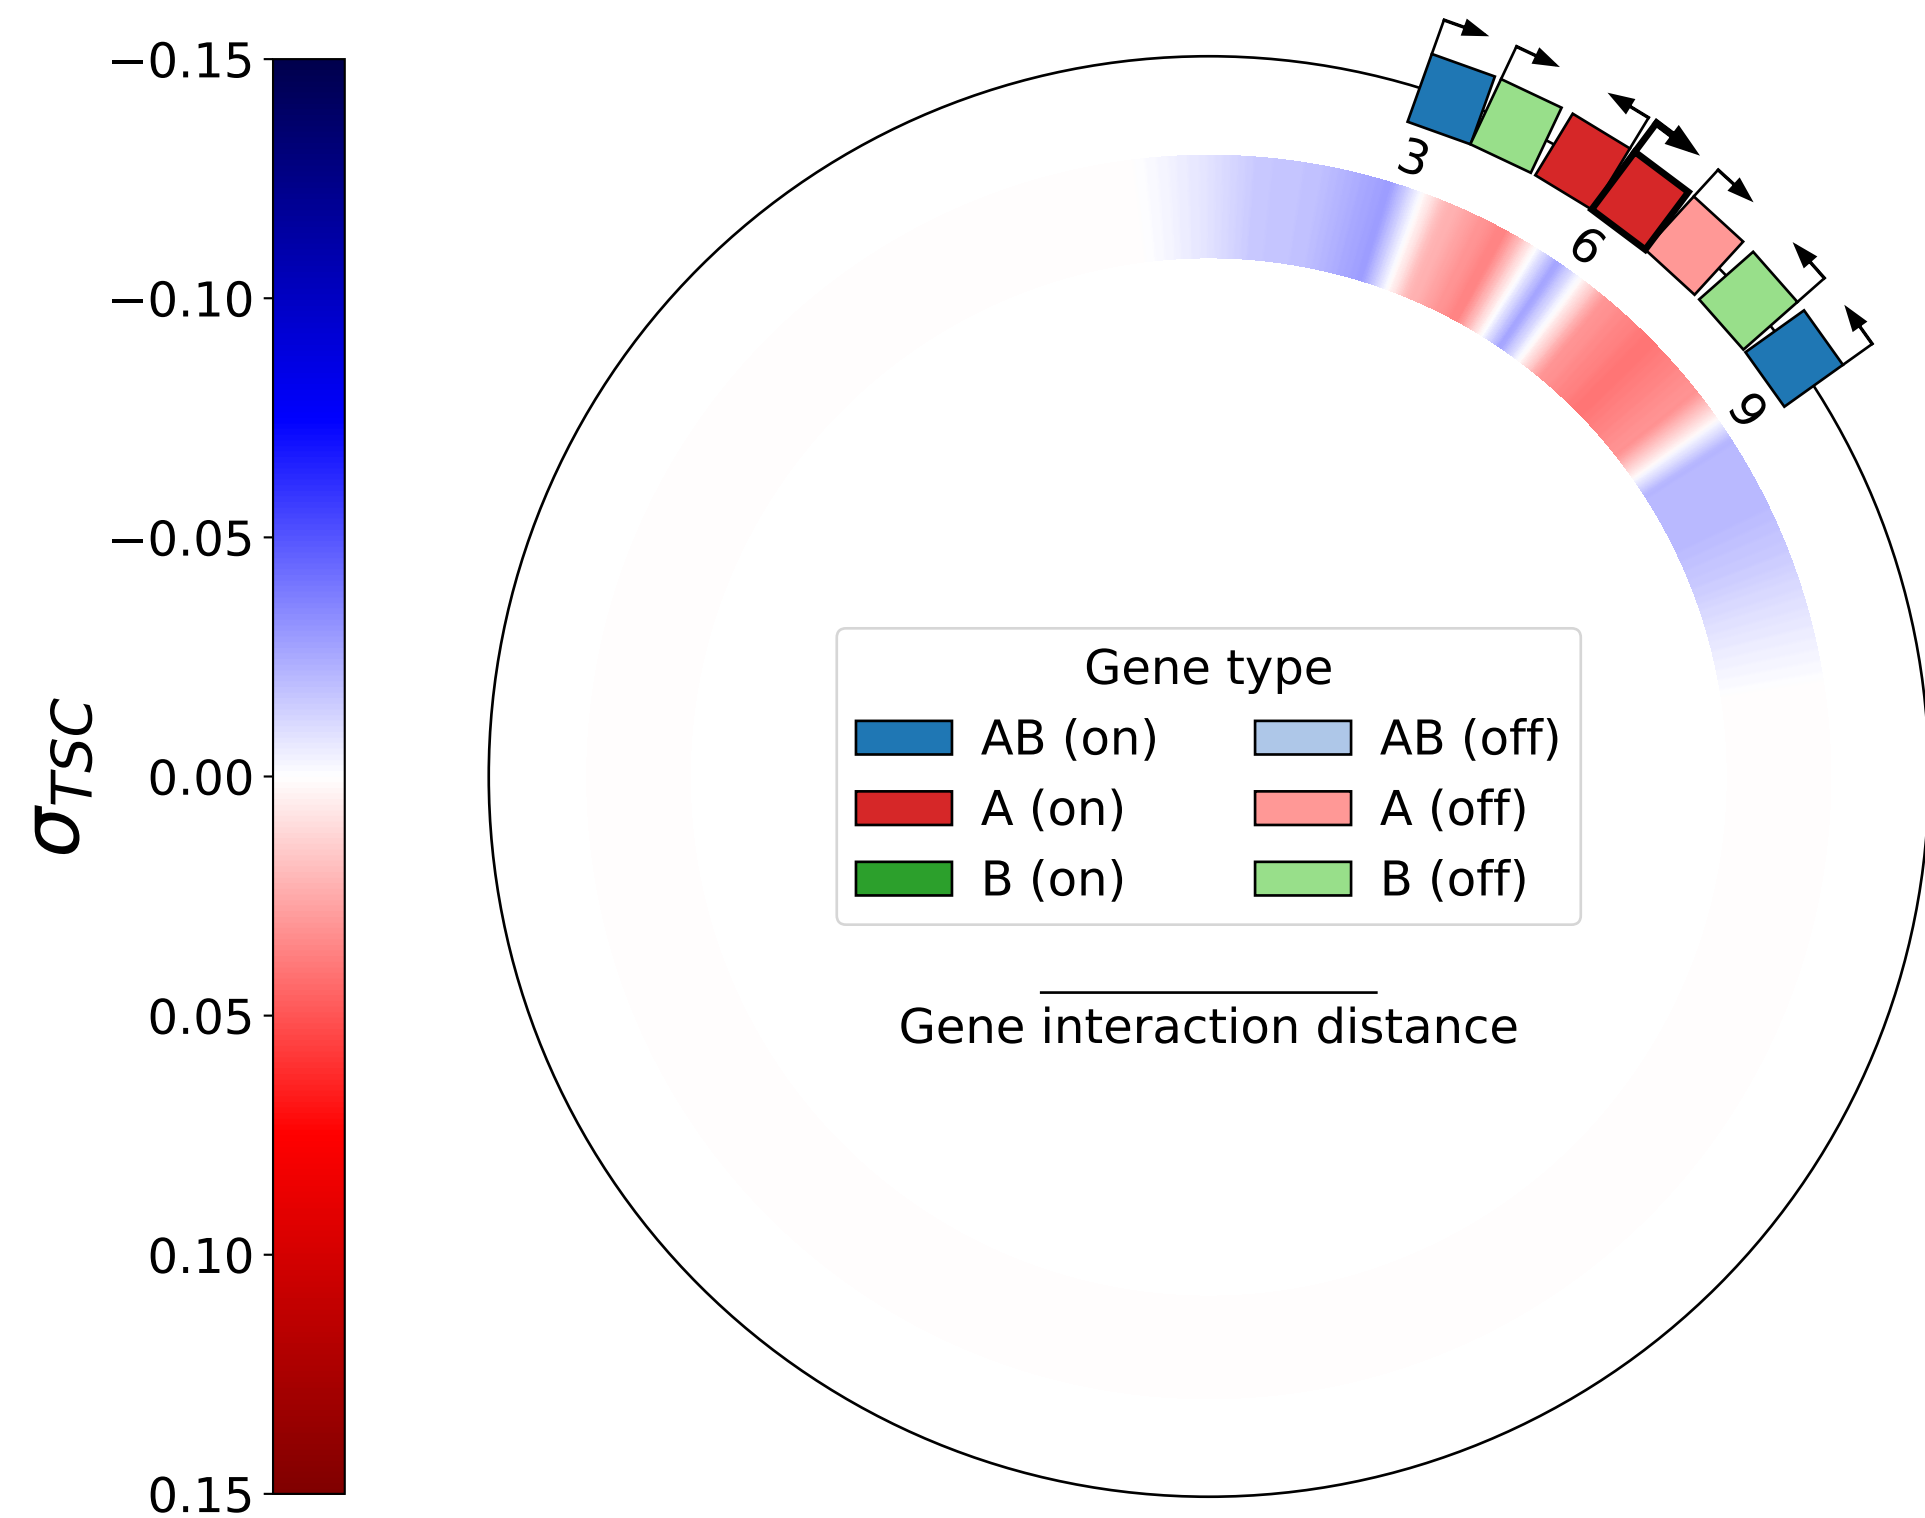 −0.15
−0.10
−0.05
0.00
0.05
0.10
0.15
σTSC
3
6
9
Gene type
AB (on) AB (off)
A (on) A (off)
B (on) B (off)
Gene interaction distance